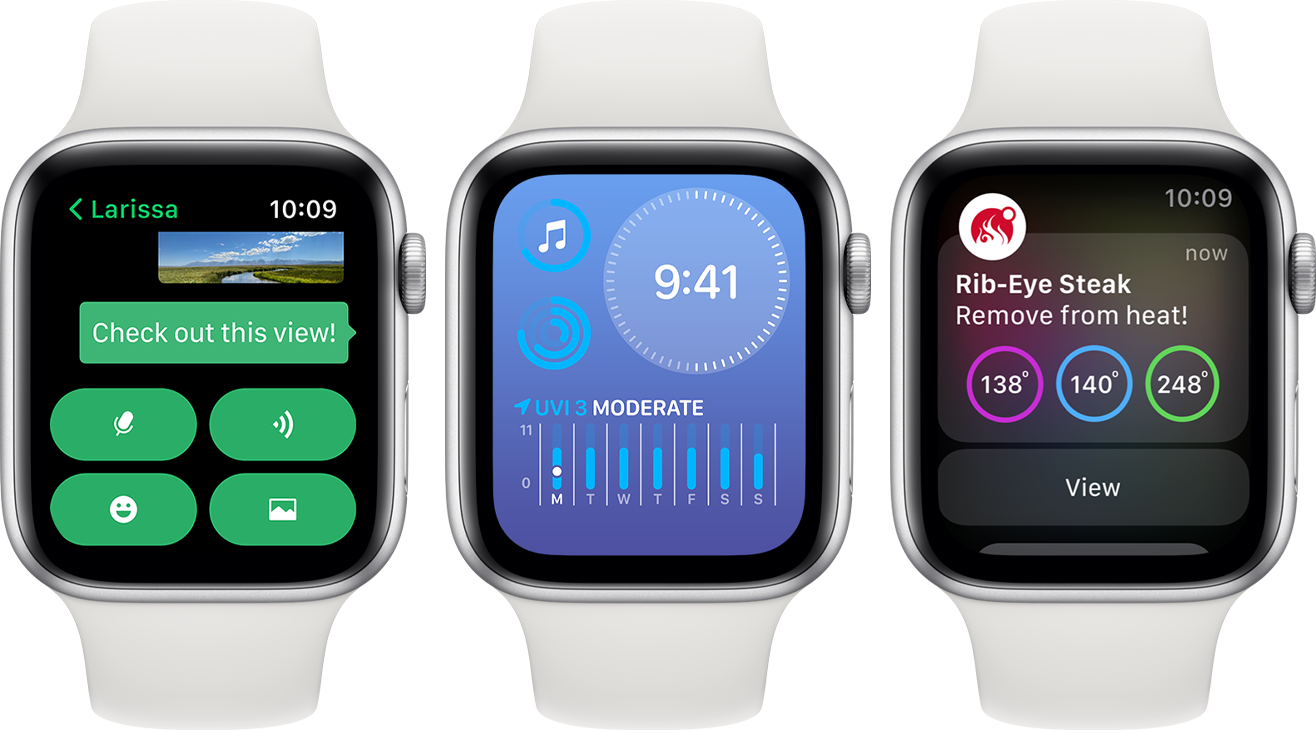 Larissa
10:09
Check out this view!
9:41
UVI 3 MODERATE
11
0
M T W T F S S
10:09
now
Rib-Eye Steak
Remove from heat!
138° 140° 248°
View